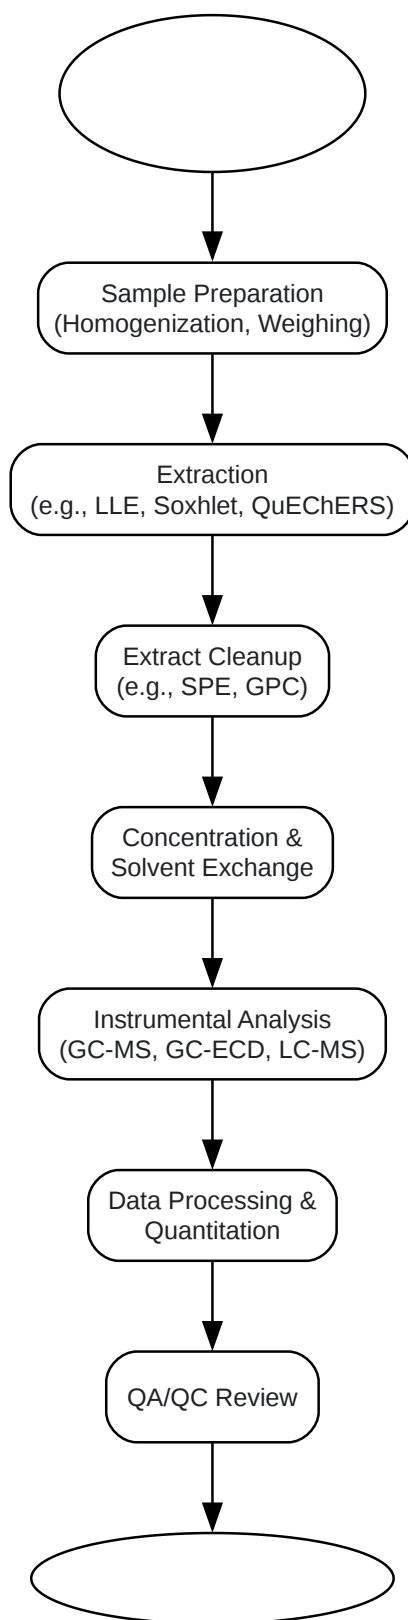 Sample Preparation
(Homogenization, Weighing)
Extraction
(e.g., LLE, Soxhlet, QuEChERS)
Extract Cleanup
(e.g., SPE, GPC)
Concentration &
Solvent Exchange
Instrumental Analysis
(GC-MS, GC-ECD, LC-MS)
Data Processing &
Quantitation
QA/QC Review